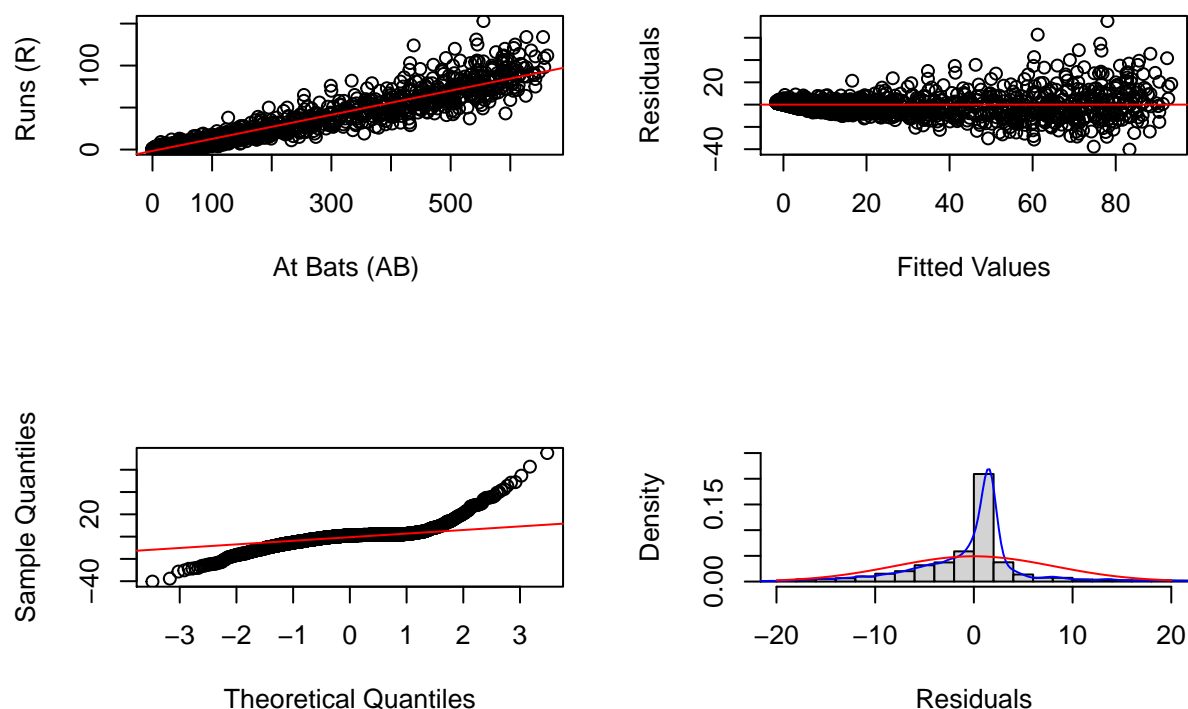 Runs (R)
100
0
0 100 300 500
At Bats (AB)
Residuals
20
−40
0 20 40 60 80
Fitted Values
Sample Quantiles
20
−40
−3 −2 −1 0 1 2 3
Theoretical Quantiles
Density
0.15
0.00
−20 −10 0 10 20
Residuals